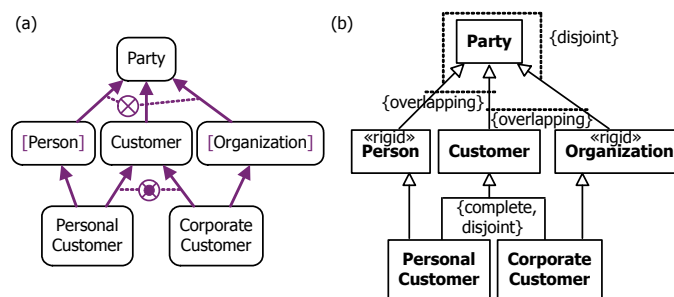 (a)
Party
[Person]
Customer
[Organization]
Personal
Customer
Corporate
Customer
(b)
Party
{disjoint}
{overlapping}
{overlapping}
«rigid»
Person
Customer
«rigid»
Organization
{complete,
disjoint}
Personal
Customer
Corporate
Customer